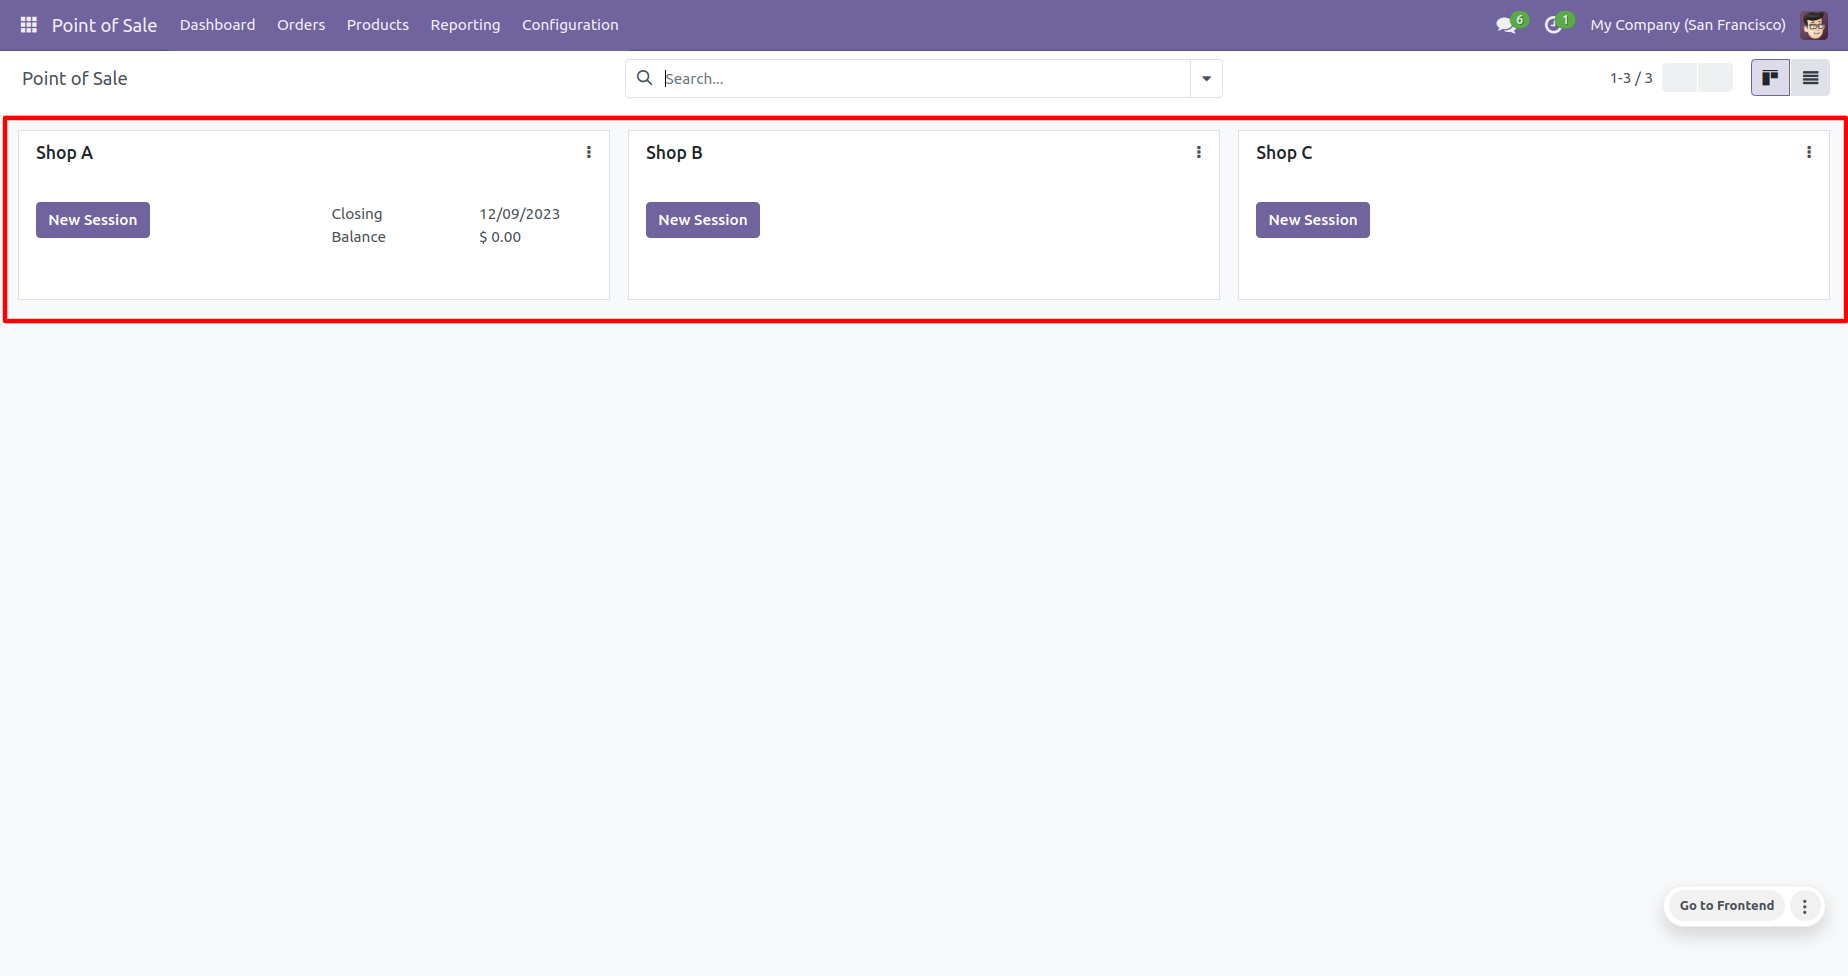 Point of Sale Dashboard Orders Products Reporting Configuration 6 1 My Company (San Francisco)
Point of Sale Search... 1-3 / 3
Shop A Shop B Shop C
New Session Closing 12/09/2023 New Session New Session
Balance $ 0.00
Go to Frontend